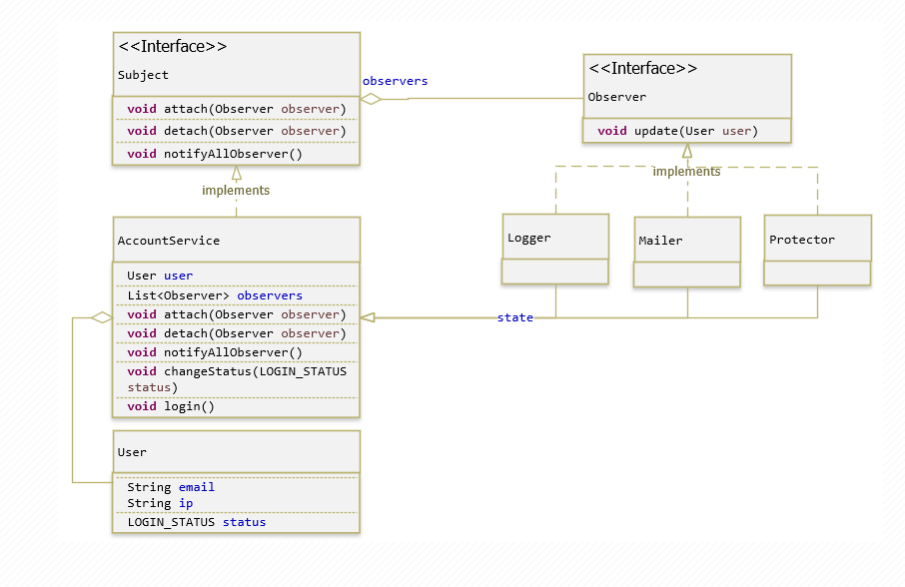 <<Interface>>
Subject
void attach(Observer observer)
void detach(Observer observer)
void notifyAllObserver()
observers
<<Interface>>
Observer
void update(User user)
implements
implements
AccountService
User user
List<Observer> observers
void attach(Observer observer)
void detach(Observer observer)
void notifyAllObserver()
void changeStatus(LOGIN_STATUS
status)
void login()
Logger
Mailer
Protector
state
User
String email
String ip
LOGIN_STATUS status